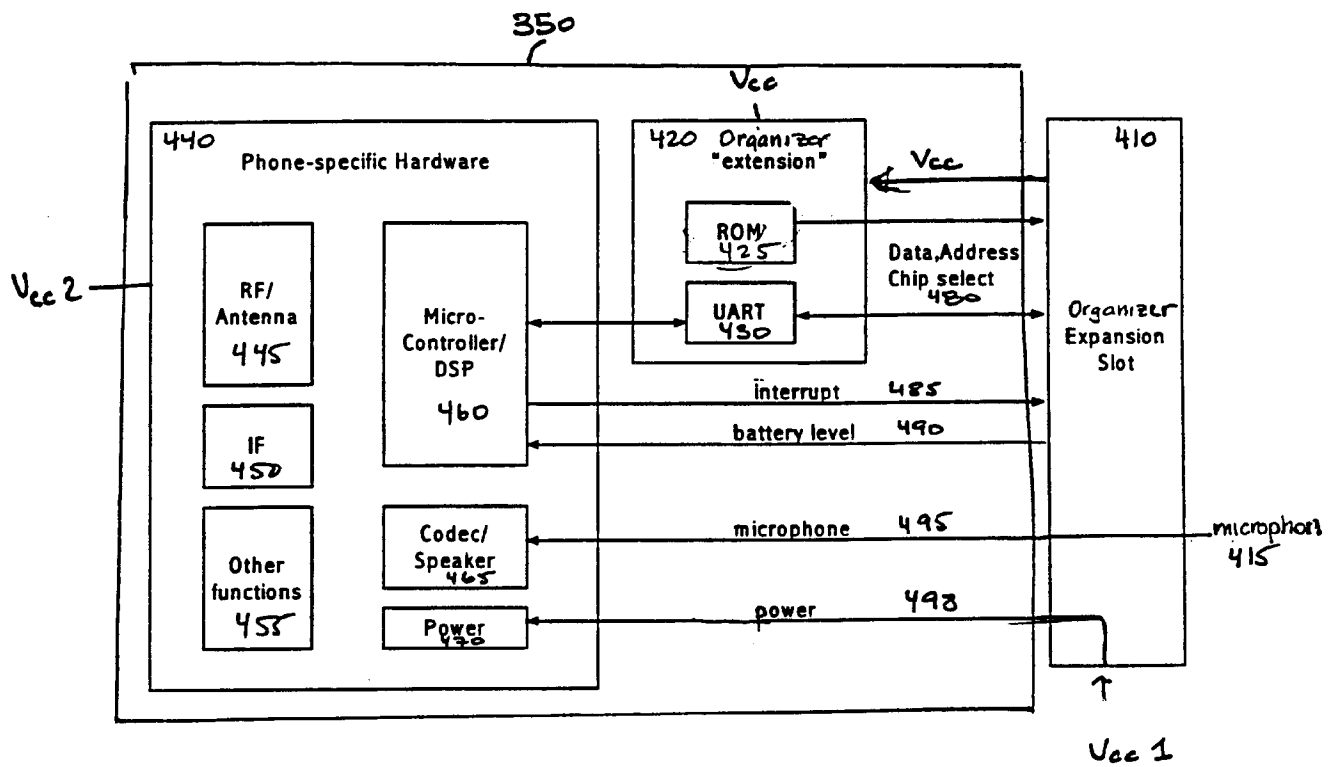 350
Vcc
440
Phone-specific Hardware
420 Organizer
"extension"
410
Vcc
ROM
425
Data,Address
Chip select
480
Vcc 2
RF/
Antenna
445
Micro-
Controller/
DSP
460
UART
430
Organizer
Expansion
Slot
interrupt 485
battery level 490
IF
450
Codec/
Speaker
465
microphone 495
microphon
415
Other
functions
455
Power
470
power 498
Vcc 1